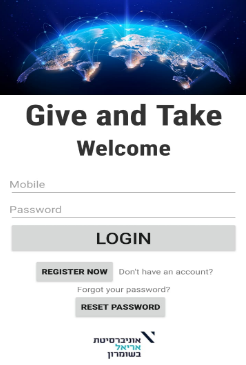 Give and Take
Welcome
Mobile
Password
LOGIN
REGISTER NOW Don't have an account?
Forgot your password?
RESET PASSWORD
אוניברסיטת
אריאל
בשומרון